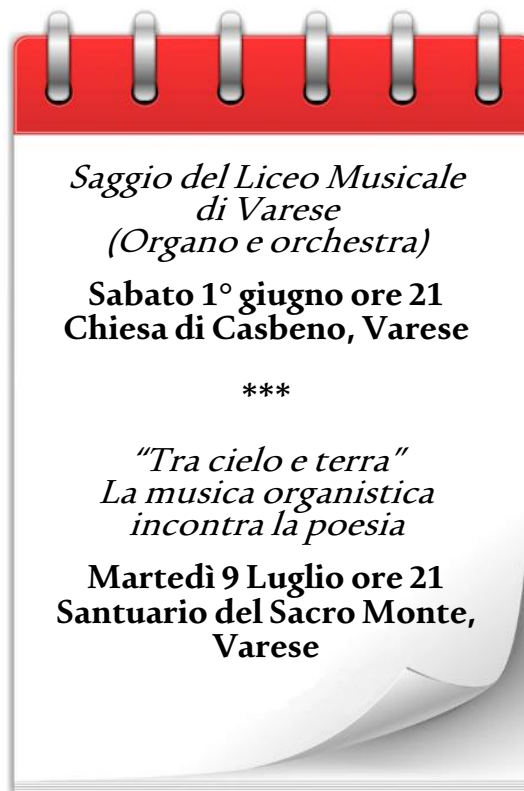 Saggio del Liceo Musicale
di Varese
(Organo e orchestra)
Sabato 1° giugno ore 21
Chiesa di Casbeno, Varese
***
“Tra cielo e terra”
La musica organistica
incontra la poesia
Martedì 9 Luglio ore 21
Santuario del Sacro Monte,
Varese